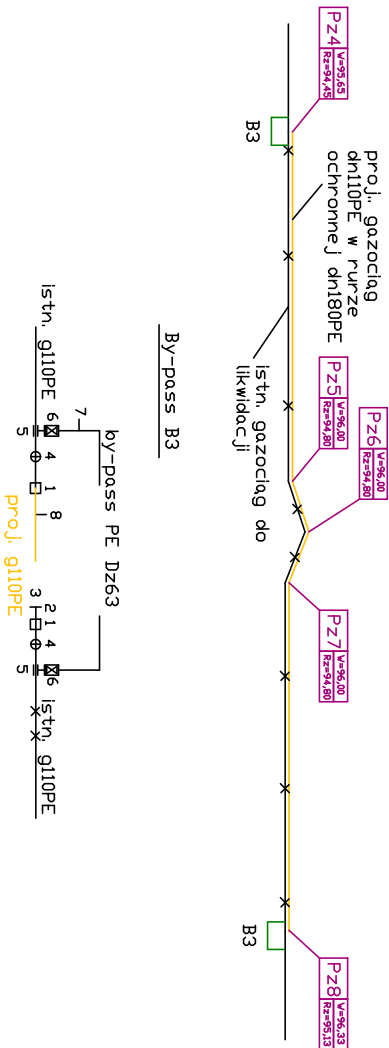 Pz4
W=95,65
Rz=94,45
Pz5
W=96,00
Rz=94,80
Pz6
W=96,00
Rz=94,80
Pz7
W=96,00
Rz=94,80
Pz8
W=96,33
Rz=95,13
B3
B3
proj. gazociąg
dn110PE w rurze
ochronnej dn180PE
istn. gazociąg do
likwidacji
By-pass B3
by-pass PE Dz63
7
6
6
istn. g110PE
5
4
1
8
proj. g110PE
3
2
1
4
5
istn. g110PE